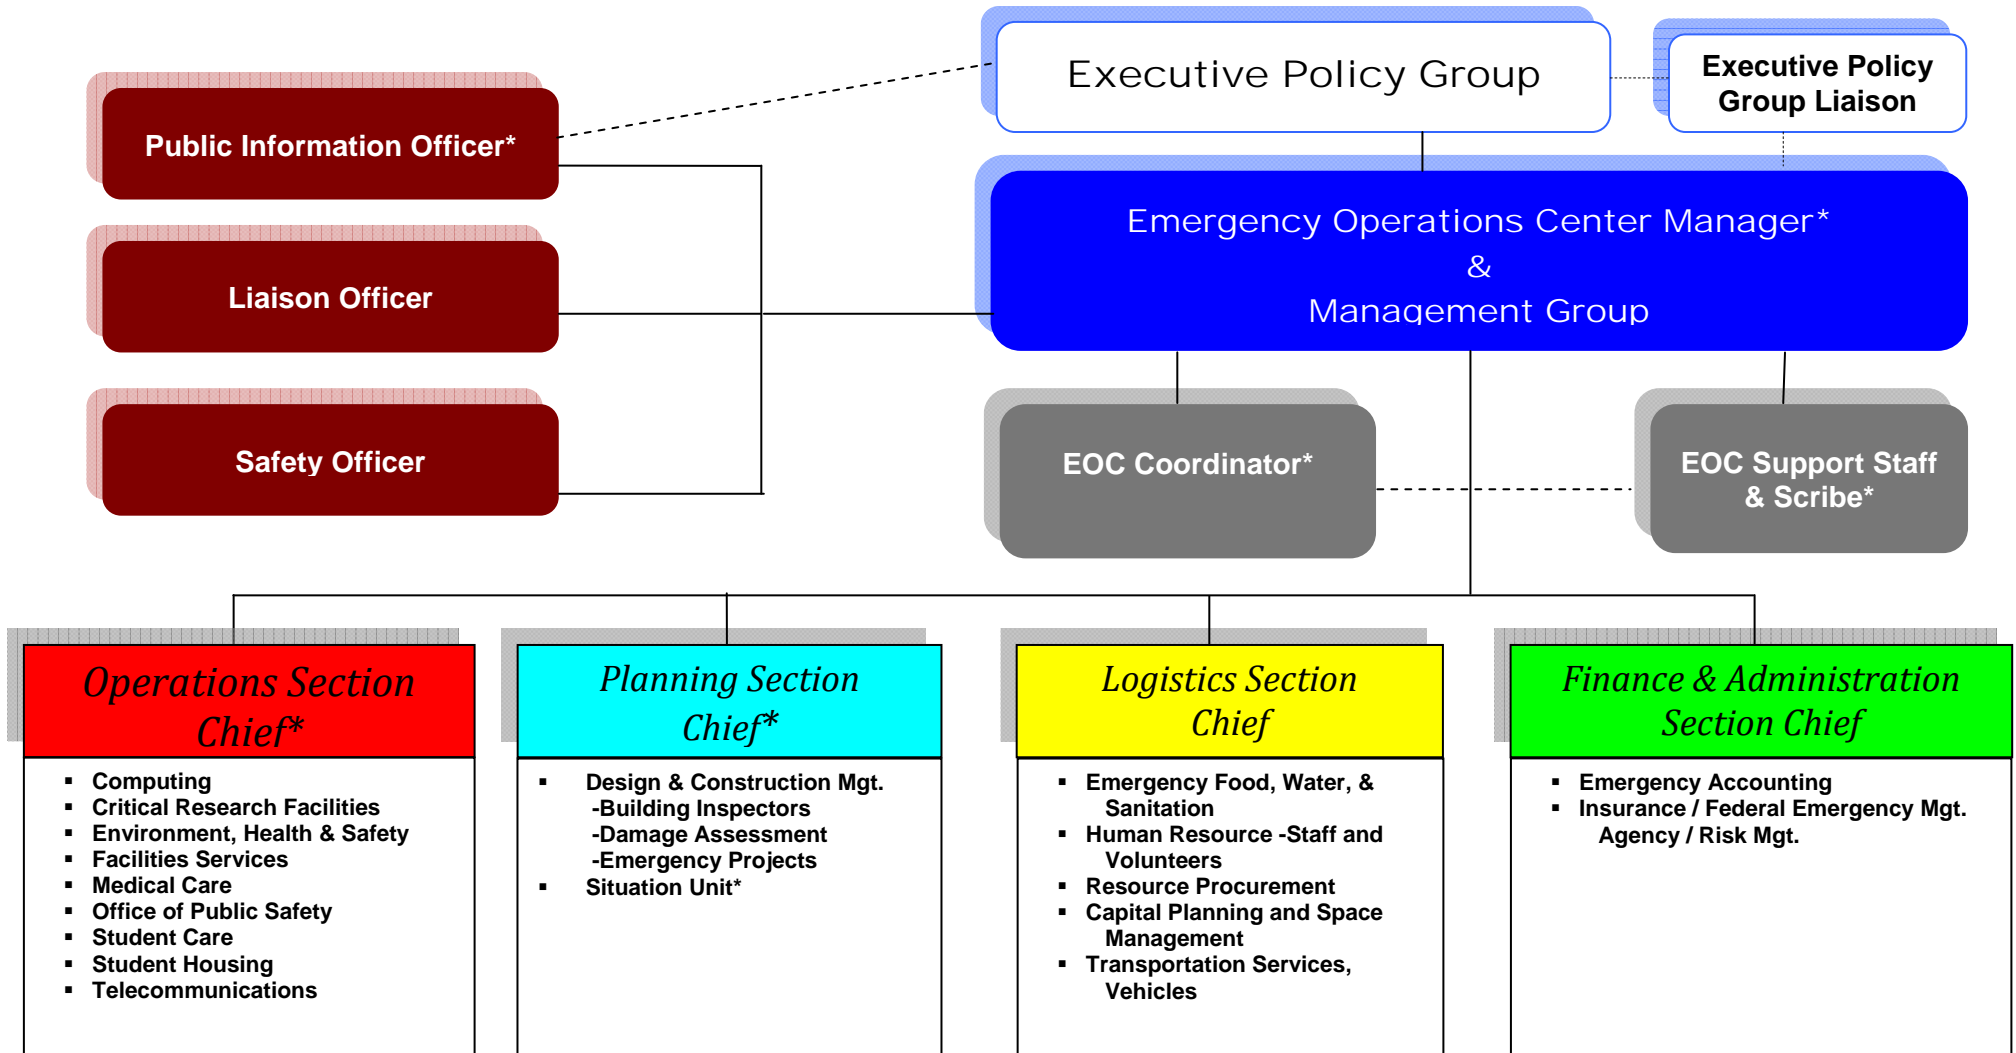 Executive Policy Group
Executive Policy
Group Liaison
Public Information Officer*
Liaison Officer
Safety Officer
Emergency Operations Center Manager*
&
Management Group
EOC Coordinator*
EOC Support Staff
& Scribe*
Operations Section
Chief*
▪ Computing
▪ Critical Research Facilities
▪ Environment, Health & Safety
▪ Facilities Services
▪ Medical Care
▪ Office of Public Safety
▪ Student Care
▪ Student Housing
▪ Telecommunications
Planning Section
Chief*
▪ Design & Construction Mgt.
-Building Inspectors
-Damage Assessment
-Emergency Projects
▪ Situation Unit*
Logistics Section
Chief
▪ Emergency Food, Water, &
Sanitation
▪ Human Resource -Staff and
Volunteers
▪ Resource Procurement
▪ Capital Planning and Space
Management
▪ Transportation Services,
Vehicles
Finance & Administration
Section Chief
▪ Emergency Accounting
▪ Insurance / Federal Emergency Mgt.
Agency / Risk Mgt.